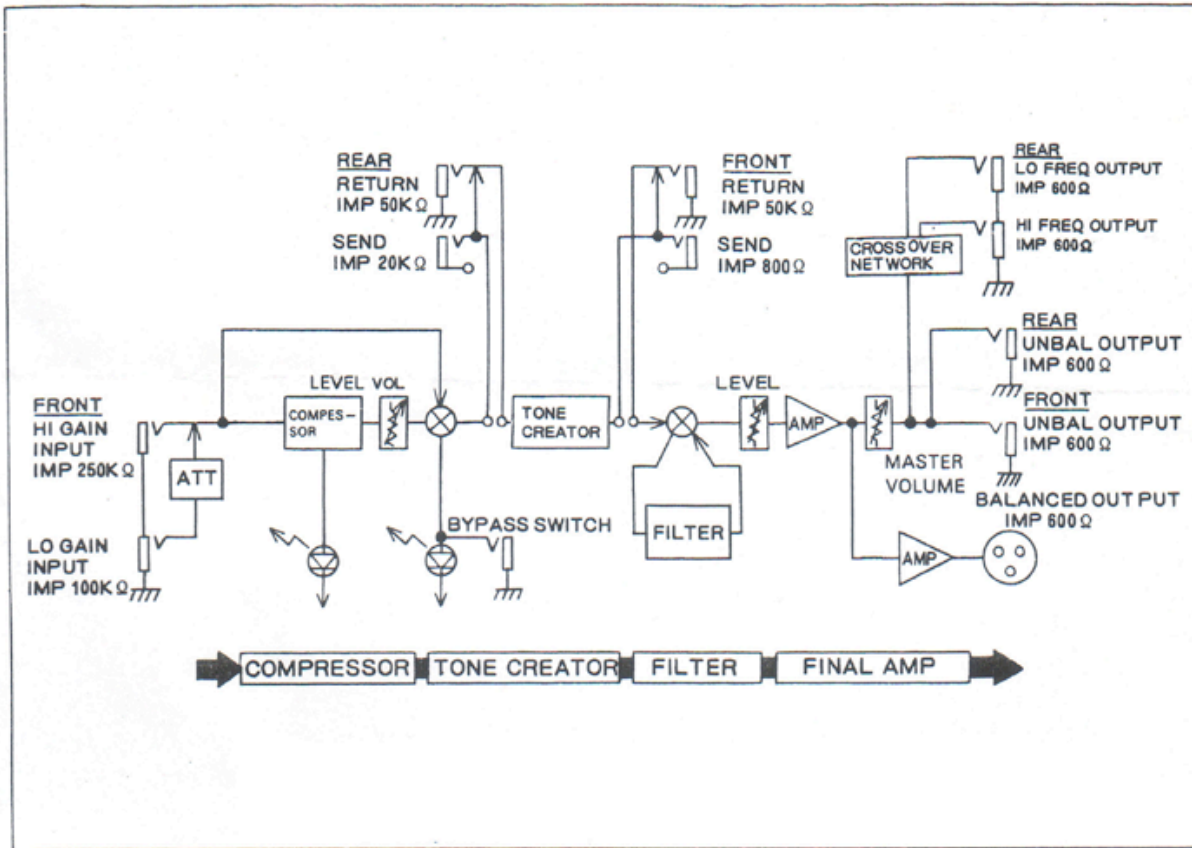 REAR
RETURN
IMP 50KΩ
SEND
IMP 20KΩ
FRONT
RETURN
IMP 50KΩ
SEND
IMP 800Ω
REAR
LO FREQ OUTPUT
IMP 600Ω
HI FREQ OUTPUT
IMP 600Ω
CROSSOVER
NETWORK
REAR
UNBAL OUTPUT
IMP 600Ω
FRONT
UNBAL OUTPUT
IMP 600Ω
BALANCED OUTPUT
IMP 600Ω
FRONT
HI GAIN
INPUT
IMP 250KΩ
ATT
LO GAIN
INPUT
IMP 100KΩ
COMPES-
SOR
LEVEL VOL
TONE
CREATOR
BYPASS SWITCH
FILTER
LEVEL
AMP
MASTER
VOLUME
AMP
COMPRESSOR
TONE CREATOR
FILTER
FINAL AMP